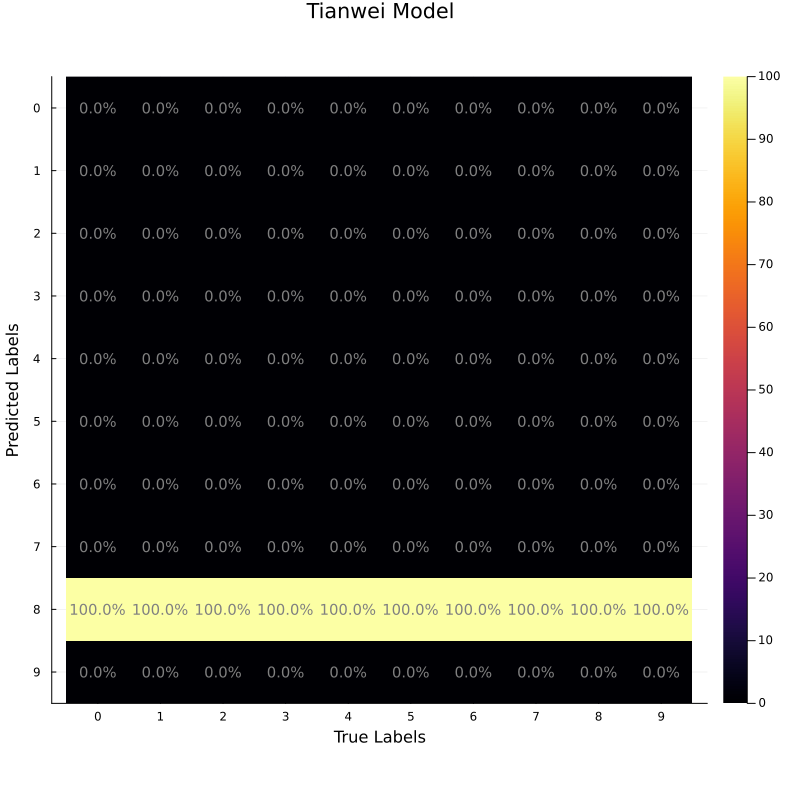 Tianwei Model
0 0.0% 0.0% 0.0% 0.0% 0.0% 0.0% 0.0% 0.0% 0.0% 0.0%
1 0.0% 0.0% 0.0% 0.0% 0.0% 0.0% 0.0% 0.0% 0.0% 0.0%
2 0.0% 0.0% 0.0% 0.0% 0.0% 0.0% 0.0% 0.0% 0.0% 0.0%
3 0.0% 0.0% 0.0% 0.0% 0.0% 0.0% 0.0% 0.0% 0.0% 0.0%
4 0.0% 0.0% 0.0% 0.0% 0.0% 0.0% 0.0% 0.0% 0.0% 0.0%
5 0.0% 0.0% 0.0% 0.0% 0.0% 0.0% 0.0% 0.0% 0.0% 0.0%
6 0.0% 0.0% 0.0% 0.0% 0.0% 0.0% 0.0% 0.0% 0.0% 0.0%
7 0.0% 0.0% 0.0% 0.0% 0.0% 0.0% 0.0% 0.0% 0.0% 0.0%
8 100.0% 100.0% 100.0% 100.0% 100.0% 100.0% 100.0% 100.0% 100.0% 100.0%
9 0.0% 0.0% 0.0% 0.0% 0.0% 0.0% 0.0% 0.0% 0.0% 0.0%
0 1 2 3 4 5 6 7 8 9
True Labels
Predicted Labels
100
90
80
70
60
50
40
30
20
10
0